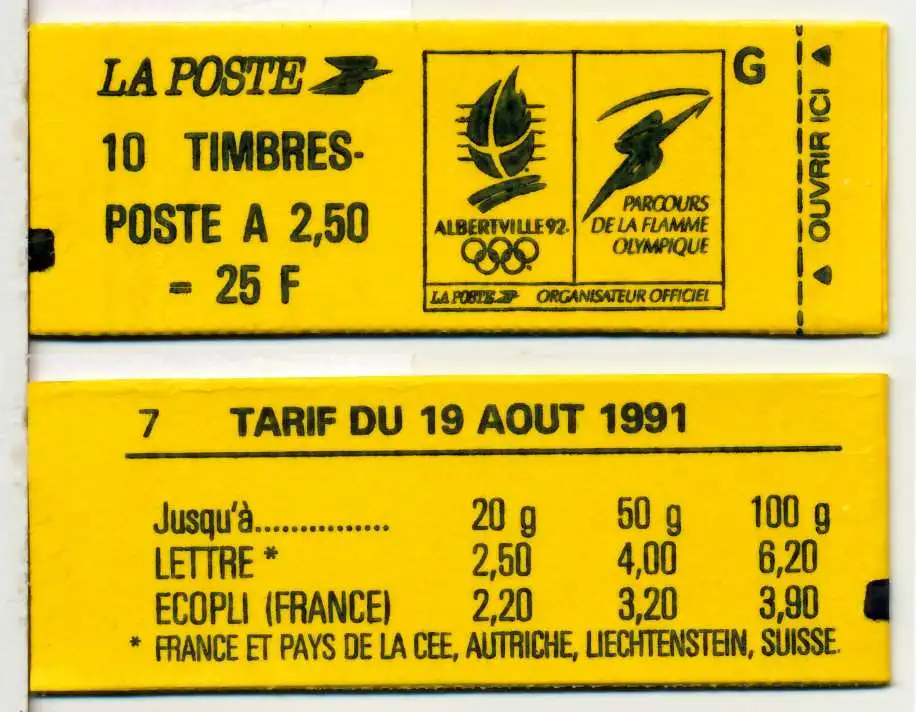 LA POSTE
10 TIMBRES-
POSTE A 2,50
= 25 F
ALBERTVILLE 92
PARCOURS
DE LA FLAMME
OLYMPIQUE
LA POSTE ORGANISATEUR OFFICIEL
G
OUVRIR ICI
7 TARIF DU 19 AOUT 1991
Jusqu'à............... 20 g 50 g 100 g
LETTRE * 2,50 4,00 6,20
ECOPLI (FRANCE) 2,20 3,20 3,90
* FRANCE ET PAYS DE LA CEE, AUTRICHE, LIECHTENSTEIN, SUISSE.